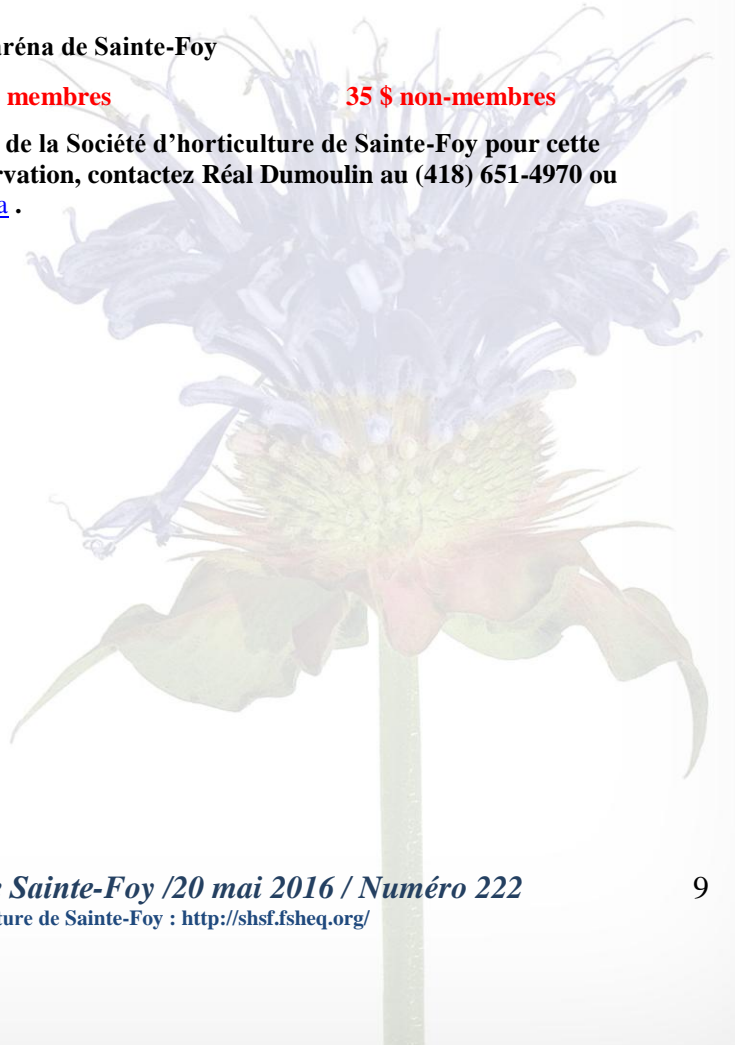 aréna de Sainte-Foy
membres 35 $ non-membres
de la Société d'horticulture de Sainte-Foy pour cette
rvation, contactez Réal Dumoulin au (418) 651-4970 ou
a .
Sainte-Foy /20 mai 2016 / Numéro 222 9
ture de Sainte-Foy : http://shsf.fsheq.org/